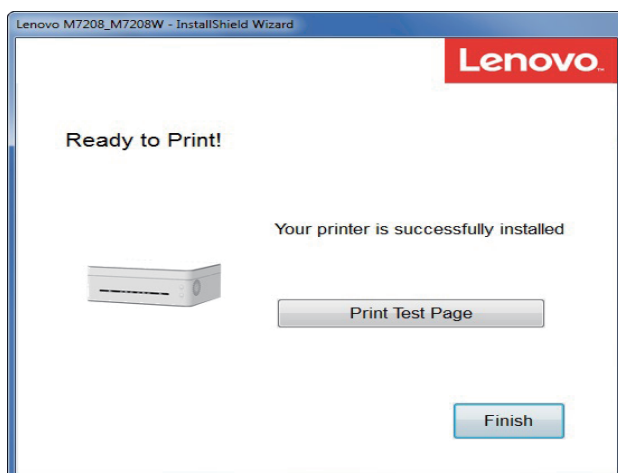 Lenovo M7208_M7208W - InstallShield Wizard
Lenovo
Ready to Print!
Your printer is successfully installed
Print Test Page
Finish